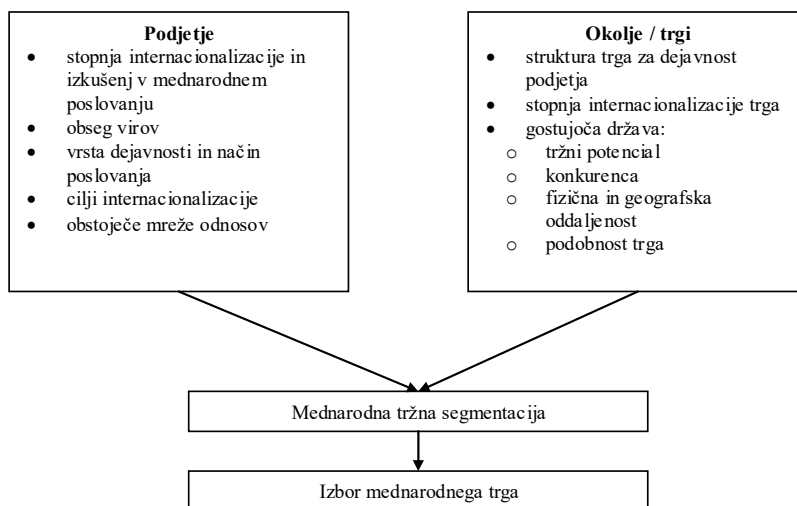 Podjetje
• stopnja internacionalizacije in
izkušenj v mednarodnem
poslovanju
• obseg virov
• vrsta dejavnosti in način
poslovanja
• cilji internacionalizacije
• obstoječe mreže odnosov
Okolje / trgi
• struktura trga za dejavnost
podjetja
• stopnja internacionalizacije trga
• gostujoča država:
o tržni potencial
o konkurenca
o fizična in geografska
oddaljenost
o podobnost trga
Mednarodna tržna segmentacija
Izbor mednarodnega trga